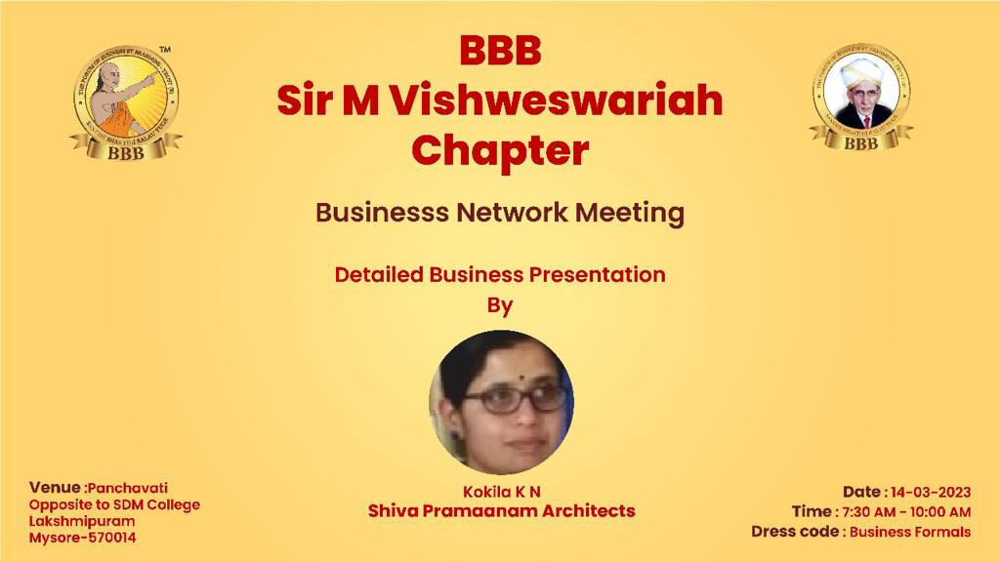 TM
BBB
BBB
Sir M Vishweswariah
Chapter
BBB
Businesss Network Meeting
Detailed Business Presentation
By
Kokila K N
Shiva Pramaanam Architects
Venue :Panchavati
Opposite to SDM College
Lakshmipuram
Mysore-570014
Date : 14-03-2023
Time : 7:30 AM - 10:00 AM
Dress code : Business Formals